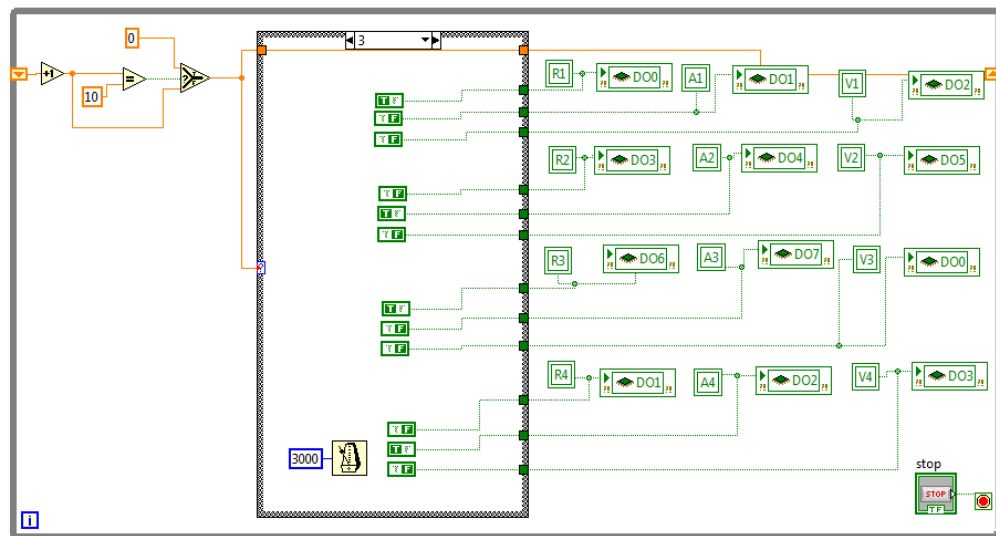 0
3
+1
=
?
10
R1
DO0
A1
DO1
V1
DO2
T
F
F
R2
DO3
A2
DO4
V2
DO5
F
T
F
R3
DO6
A3
DO7
V3
DO0
T
F
F
R4
DO1
A4
DO2
V4
DO3
F
T
F
3000
stop
STOP
TF
i